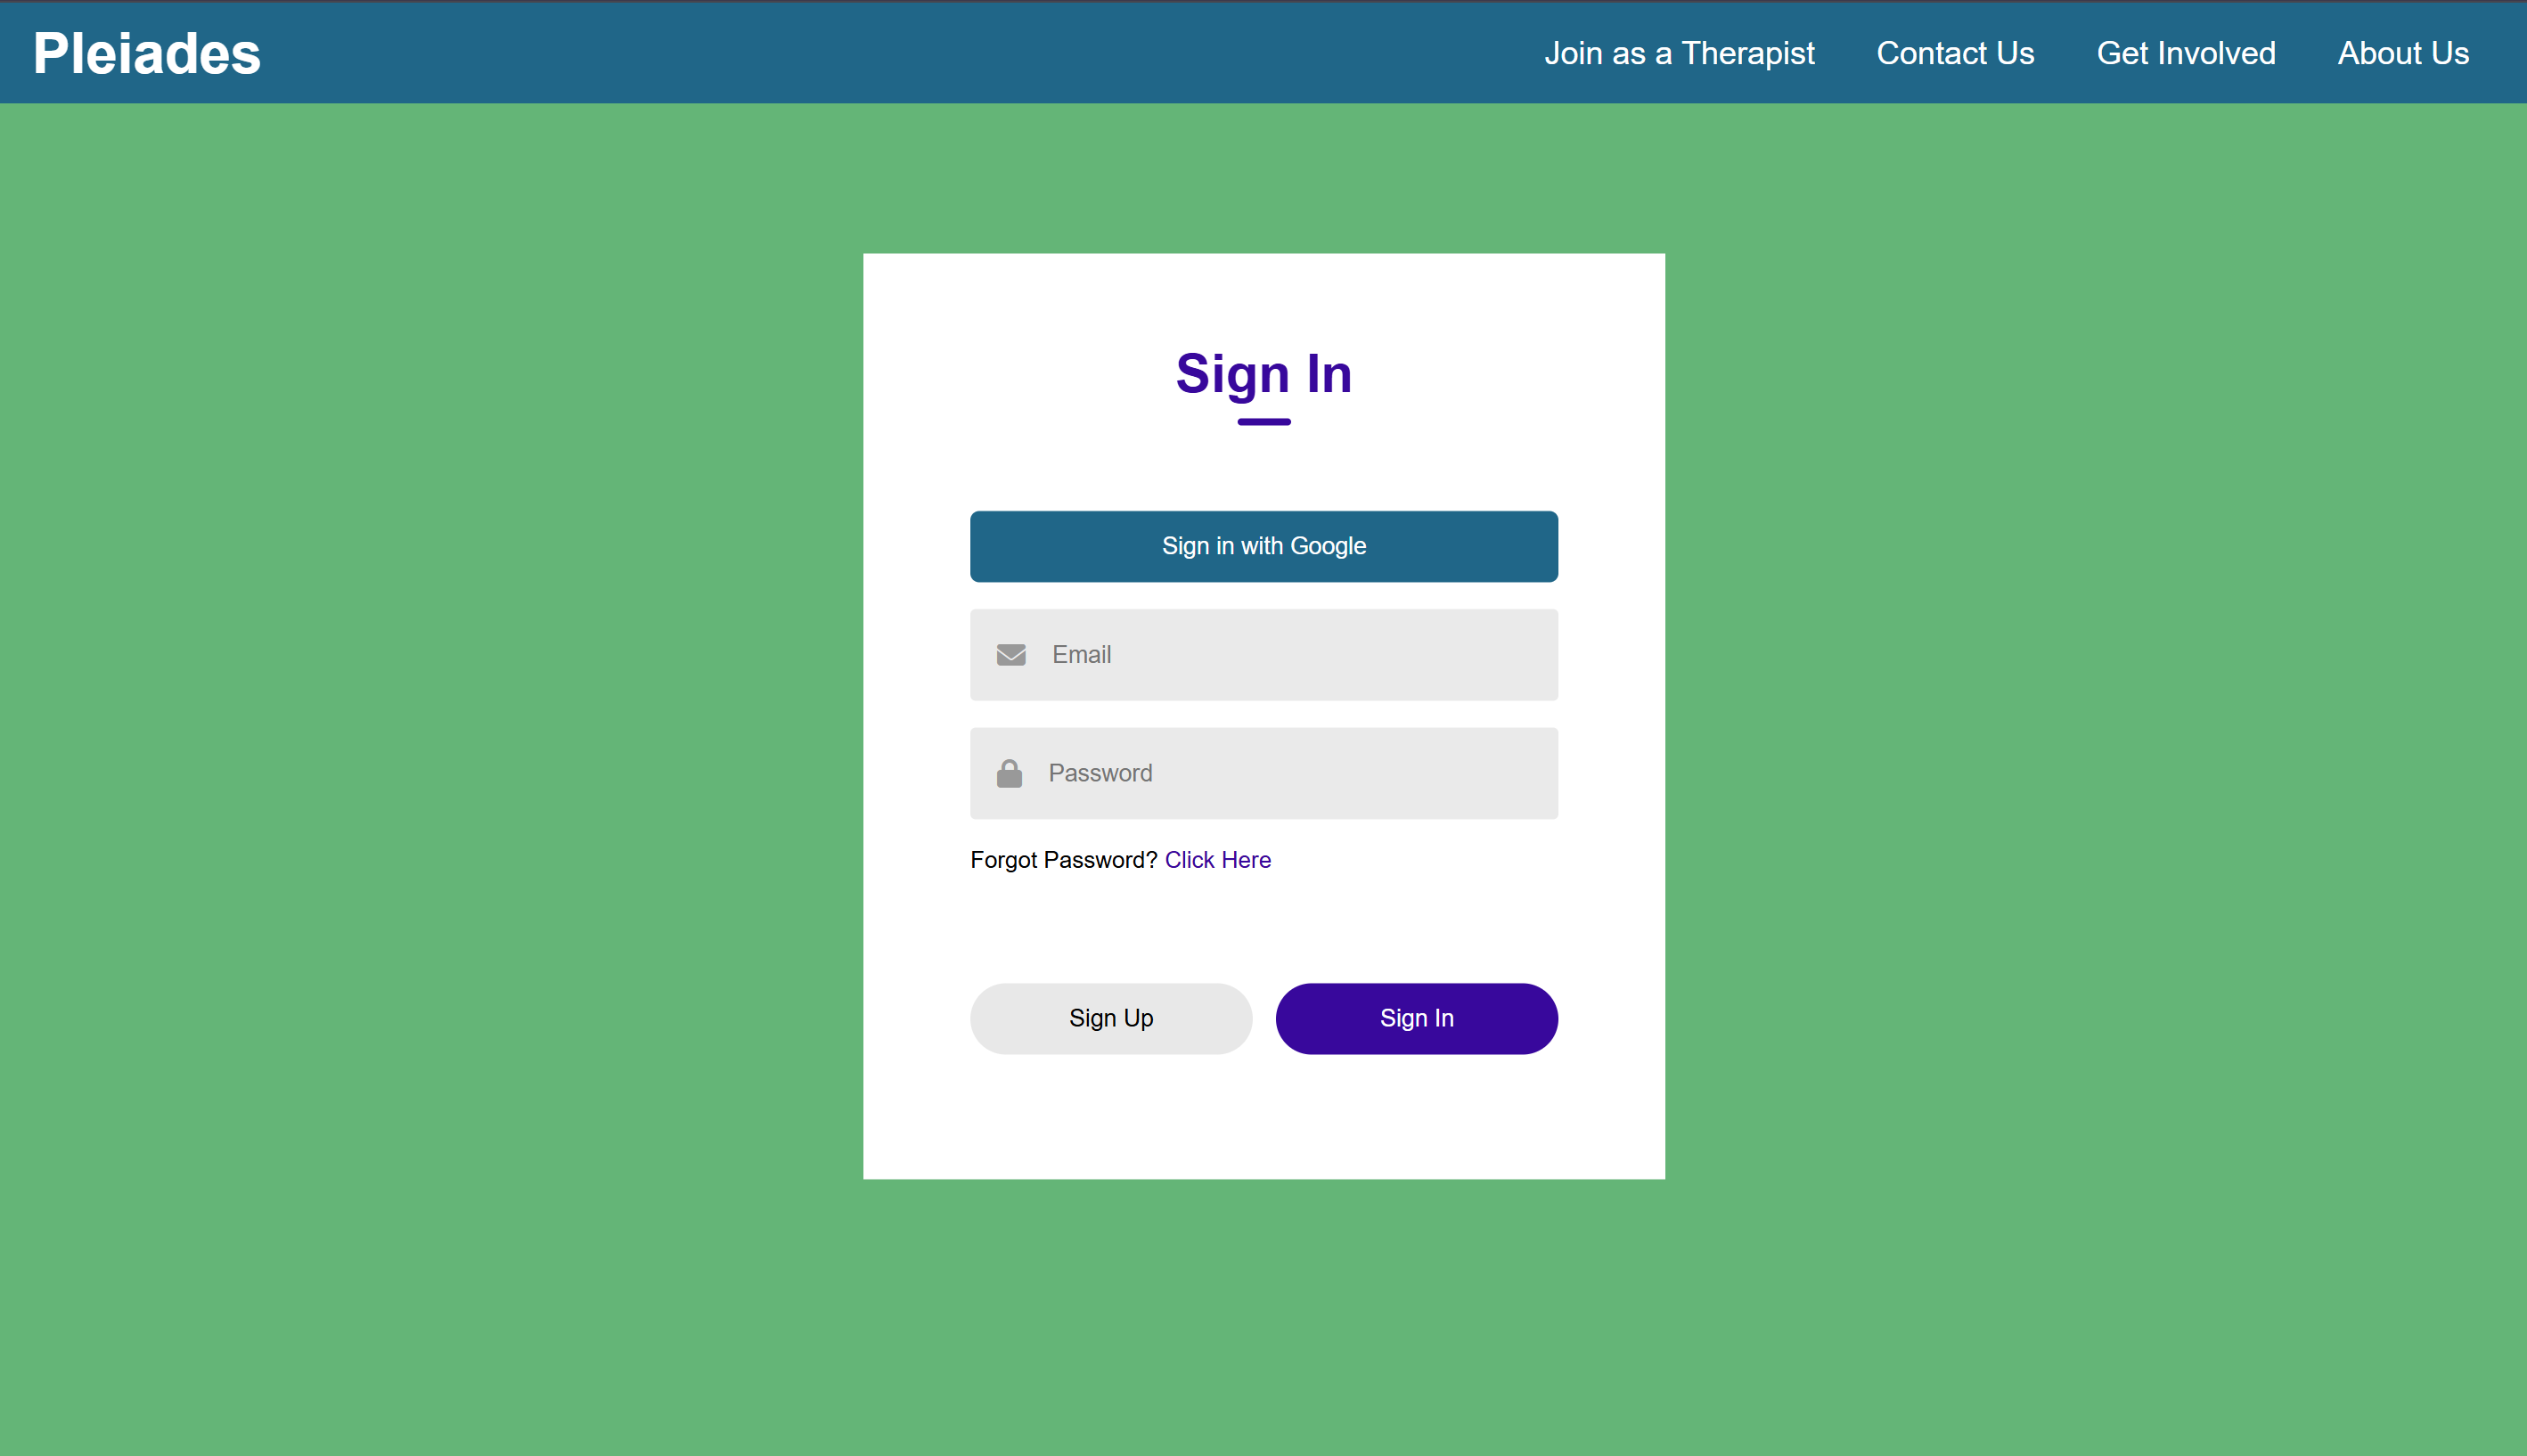 Pleiades
Join as a Therapist
Contact Us
Get Involved
About Us
Sign In
Sign in with Google
Email
Password
Forgot Password? Click Here
Sign Up
Sign In